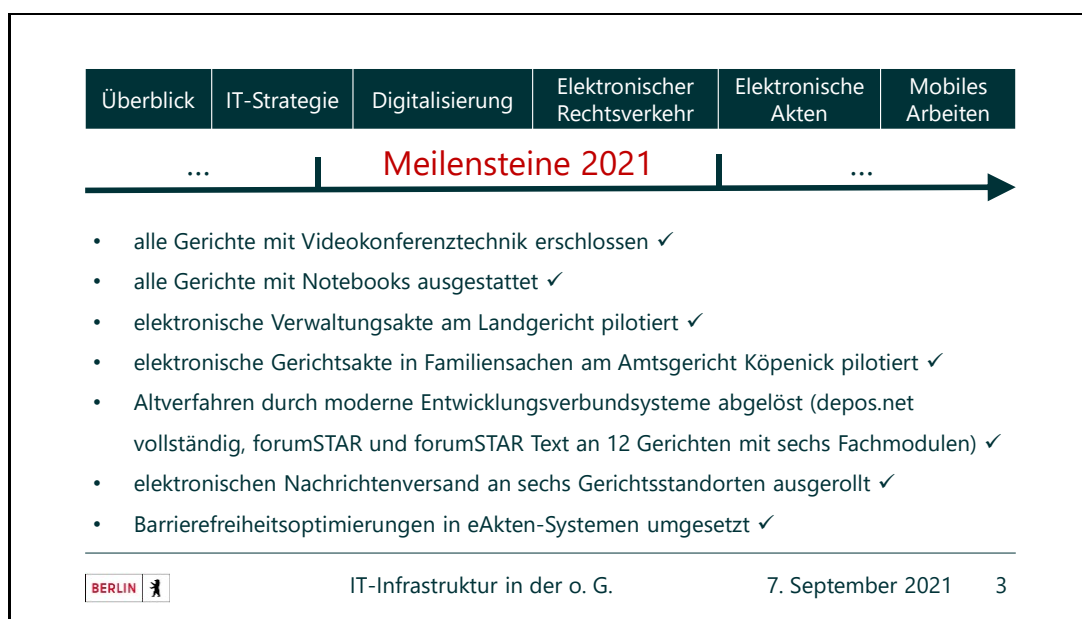 Überblick
IT-Strategie
Digitalisierung
Elektronischer
Rechtsverkehr
Elektronische
Akten
Mobiles
Arbeiten
... Meilensteine 2021 ...
• alle Gerichte mit Videokonferenztechnik erschlossen ✓
• alle Gerichte mit Notebooks ausgestattet ✓
• elektronische Verwaltungsakte am Landgericht pilotiert ✓
• elektronische Gerichtsakte in Familiensachen am Amtsgericht Köpenick pilotiert ✓
• Altverfahren durch moderne Entwicklungsverbundsysteme abgelöst (depos.net
vollständig, forumSTAR und forumSTAR Text an 12 Gerichten mit sechs Fachmodulen) ✓
• elektronischen Nachrichtenversand an sechs Gerichtsstandorten ausgerollt ✓
• Barrierefreiheitsoptimierungen in eAkten-Systemen umgesetzt ✓
BERLIN IT-Infrastruktur in der o. G. 7. September 2021 3